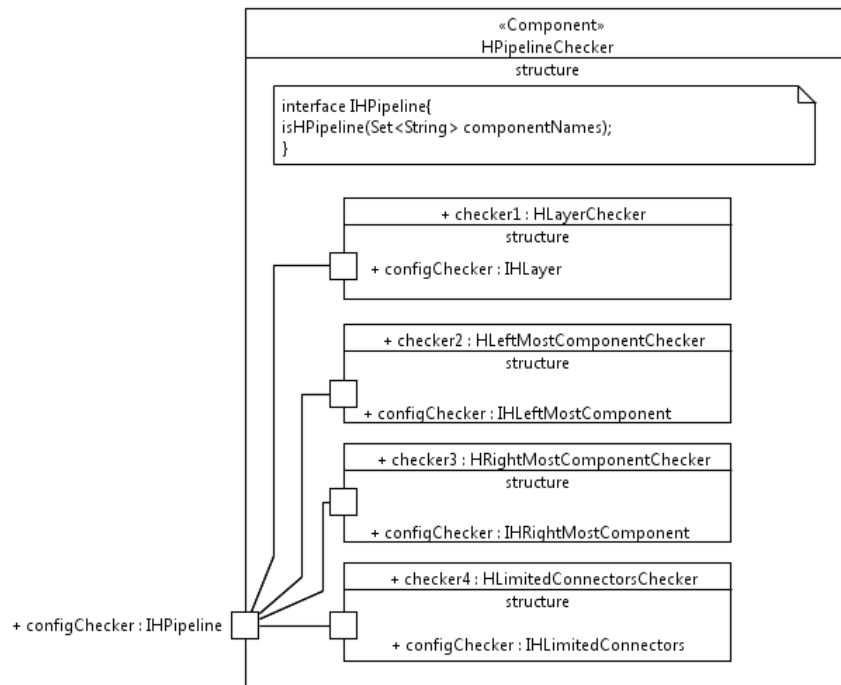 «Component»
HPipelineChecker
structure
interface IHPipeline{
isHPipeline(Set<String> componentNames);
}
+ checker1 : HLayerChecker
structure
+ configChecker : IHLayer
+ checker2 : HLeftMostComponentChecker
structure
+ configChecker : IHLeftMostComponent
+ checker3 : HRightMostComponentChecker
structure
+ configChecker : IHRightMostComponent
+ checker4 : HLimitedConnectorsChecker
structure
+ configChecker : IHPipeline
+ configChecker : IHLimitedConnectors